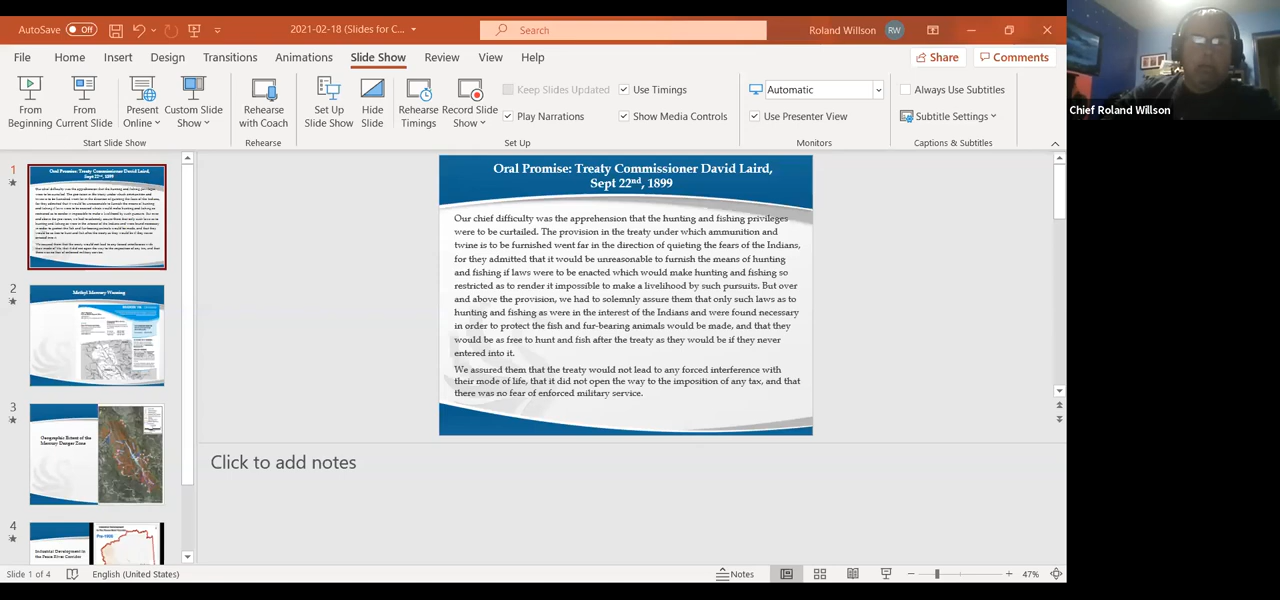 AutoSave Off
2021-02-18 (Slides for C...
Search
Roland Willson RW
File Home Insert Design Transitions Animations Slide Show Review View Help
Share Comments
From Beginning
From Current Slide
Present Online
Custom Slide Show
Start Slide Show
Rehearse with Coach
Rehearse
Set Up Slide Show
Hide Slide
Rehearse Timings
Record Slide Show
Keep Slides Updated
Play Narrations
Use Timings
Show Media Controls
Set Up
Automatic
Use Presenter View
Monitors
Always Use Subtitles
Subtitle Settings
Captions & Subtitles
Chief Roland Willson
1
Oral Promise: Treaty Commissioner David Laird,
Sept 22nd, 1899
2
Methyl Mercury Warning
3
Geographic Extent of the
Mercury Danger Zone
4
Industrial Development in
the Peace River Corridor
Oral Promise: Treaty Commissioner David Laird,
Sept 22nd, 1899
Our chief difficulty was the apprehension that the hunting and fishing privileges
were to be curtailed. The provision in the treaty under which ammunition and
twine is to be furnished went far in the direction of quieting the fears of the Indians,
for they admitted that it would be unreasonable to furnish the means of hunting
and fishing if laws were to be enacted which would make hunting and fishing so
restricted as to render it impossible to make a livelihood by such pursuits. But over
and above the provision, we had to solemnly assure them that only such laws as to
hunting and fishing as were in the interest of the Indians and were found necessary
in order to protect the fish and fur-bearing animals would be made, and that they
would be as free to hunt and fish after the treaty as they would be if they never
entered into it.
We assured them that the treaty would not lead to any forced interference with
their mode of life, that it did not open the way to the imposition of any tax, and that
there was no fear of enforced military service.
Click to add notes
Slide 1 of 4
English (United States)
Notes
47%